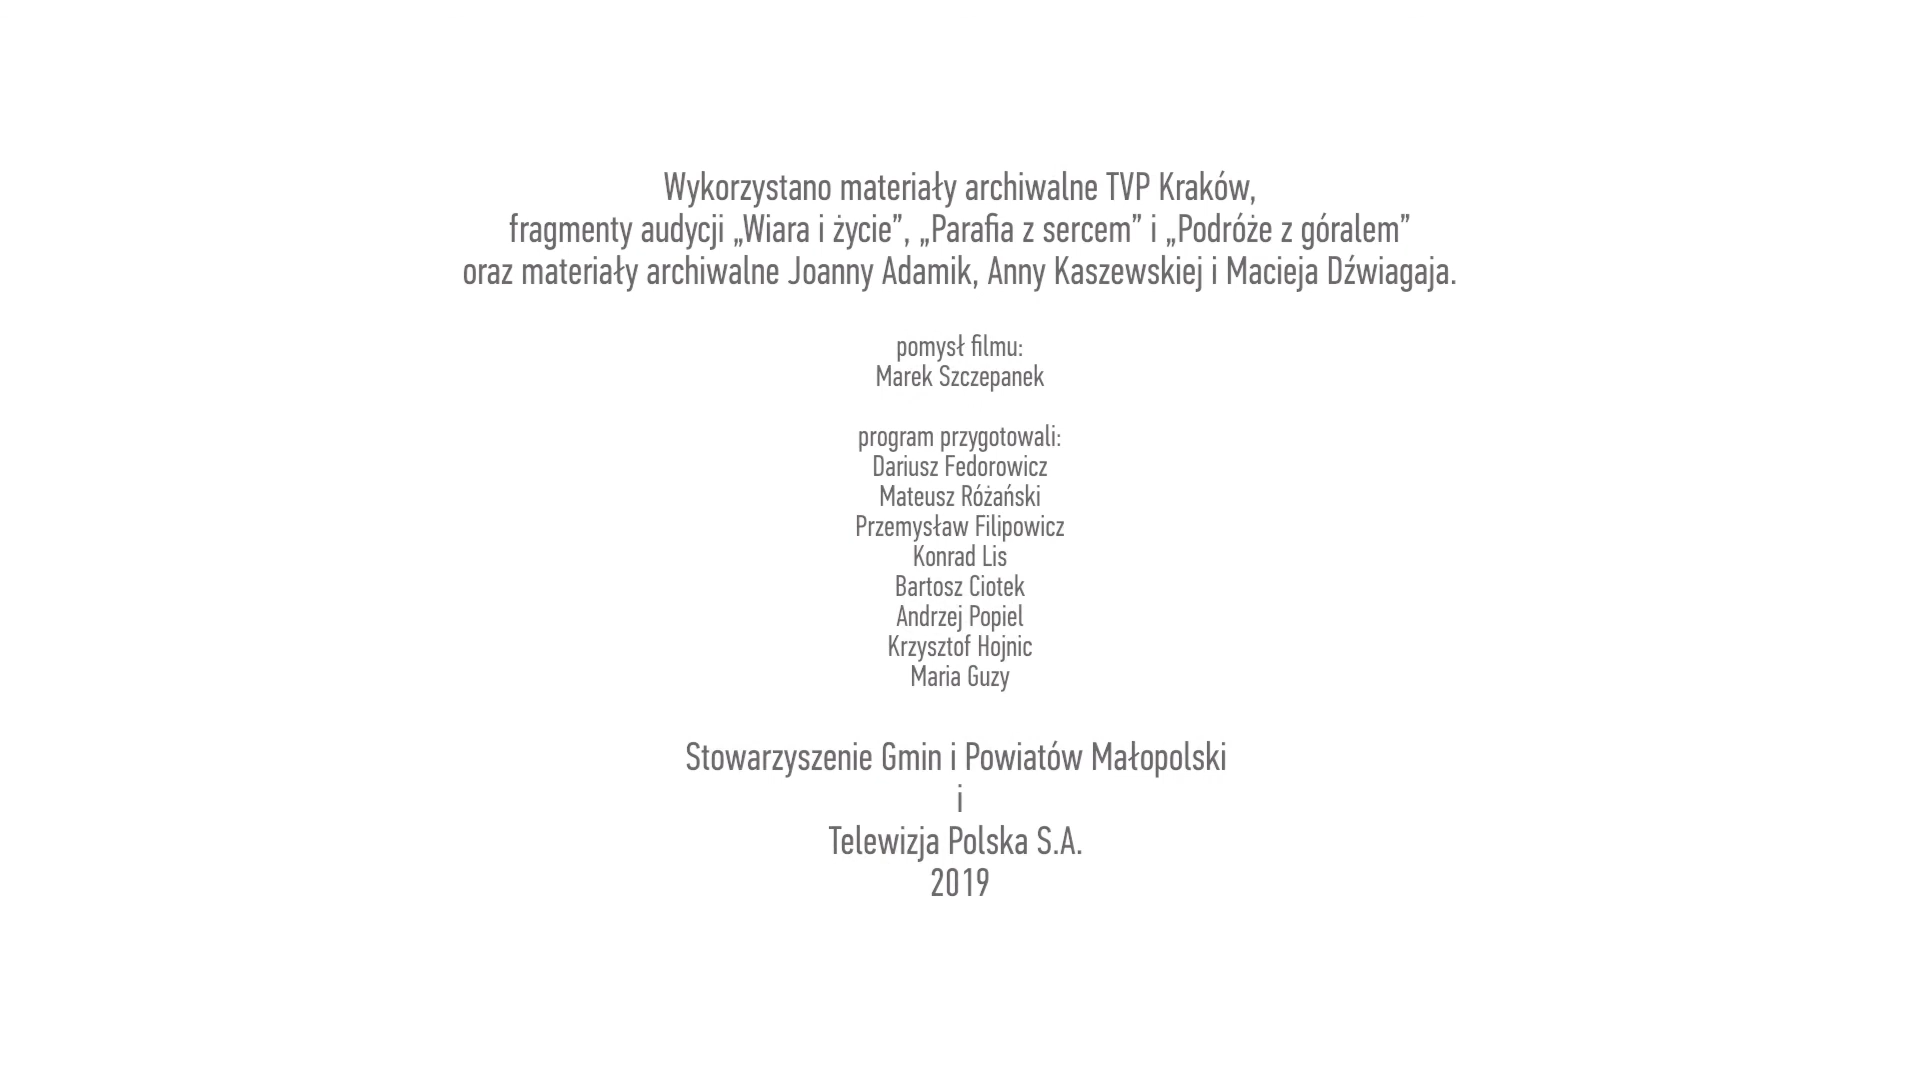 Wykorzystano materiały archiwalne TVP Kraków,
fragmenty audycji „Wiara i życie”, „Parafia z sercem” i „Podróże z góralem”
oraz materiały archiwalne Joanny Adamik, Anny Kaszewskiej i Macieja Dźwiagaja.
pomysł filmu:
Marek Szczepanek
program przygotowali:
Dariusz Fedorowicz
Mateusz Różański
Przemysław Filipowicz
Konrad Lis
Bartosz Ciotek
Andrzej Popiel
Krzysztof Hojnic
Maria Guzy
Stowarzyszenie Gmin i Powiatów Małopolski
i
Telewizja Polska S.A.
2019